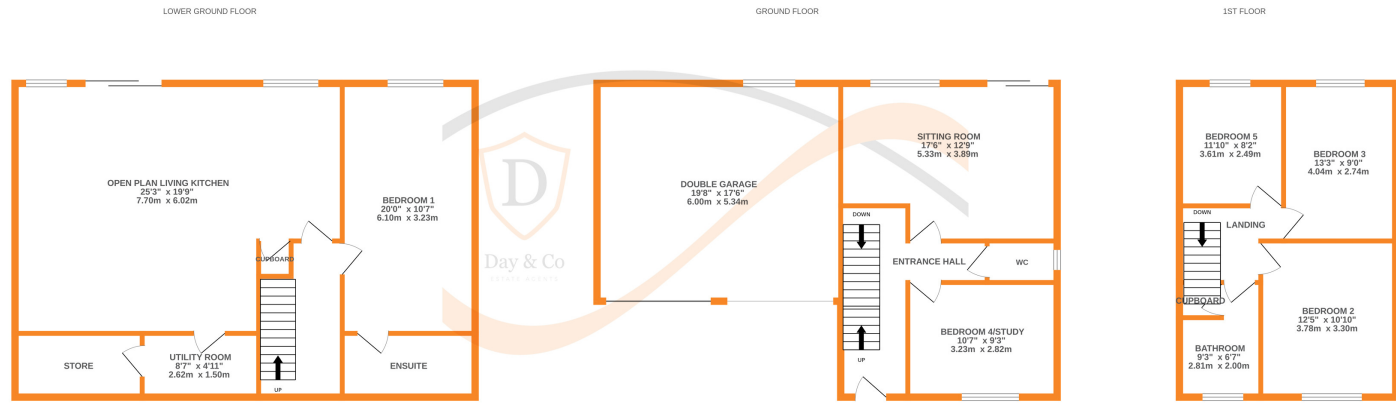 LOWER GROUND FLOOR
GROUND FLOOR
1ST FLOOR
OPEN PLAN LIVING KITCHEN
25'3" x 19'9"
7.70m x 6.02m
BEDROOM 1
20'0" x 10'7"
6.10m x 3.23m
CUPBOARD
STORE
UTILITY ROOM
8'7" x 4'11"
2.62m x 1.50m
UP
ENSUITE
D
Day & Co
ESTATE AGENTS
DOUBLE GARAGE
19'8" x 17'6"
6.00m x 5.34m
SITTING ROOM
17'6" x 12'9"
5.33m x 3.89m
DOWN
ENTRANCE HALL
WC
BEDROOM 4/STUDY
10'7" x 9'3"
3.23m x 2.82m
UP
BEDROOM 5
11'10" x 8'2"
3.61m x 2.49m
BEDROOM 3
13'3" x 9'0"
4.04m x 2.74m
DOWN
LANDING
CUPBOARD
BEDROOM 2
12'5" x 10'10"
3.78m x 3.30m
BATHROOM
9'3" x 6'7"
2.81m x 2.00m